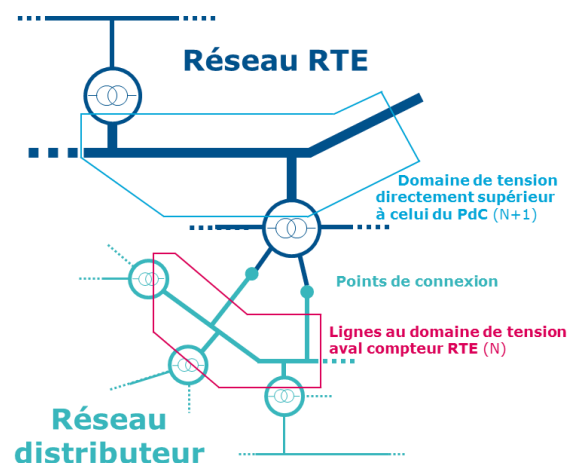 Réseau RTE
Domaine de tension
directement supérieur
à celui du PdC (N+1)
Points de connexion
Lignes au domaine de tension
aval compteur RTE (N)
Réseau
distributeur